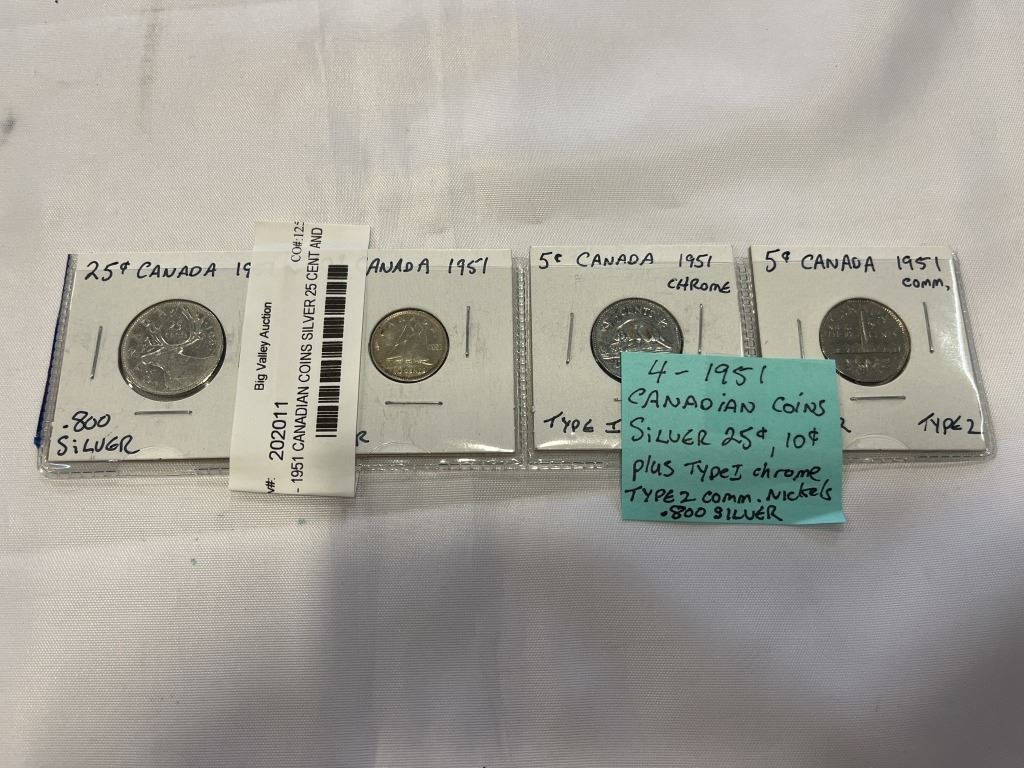 25¢ CANADA 19
.800
SILVER
CO#:125
- 1951 CANADIAN COINS SILVER 25 CENT AND
Big Valley Auction
202011
v#:
ANADA 1951
R
5¢ CANADA 1951
CHROME
TYPE I
5¢ CANADA 1951
COMM,
R
TYPE 2
4 - 1951
CANADIAN COINS
SILVER 25¢, 10¢
plus TYPE I chrome
TYPE 2 comm. Nickels
.800 SILVER